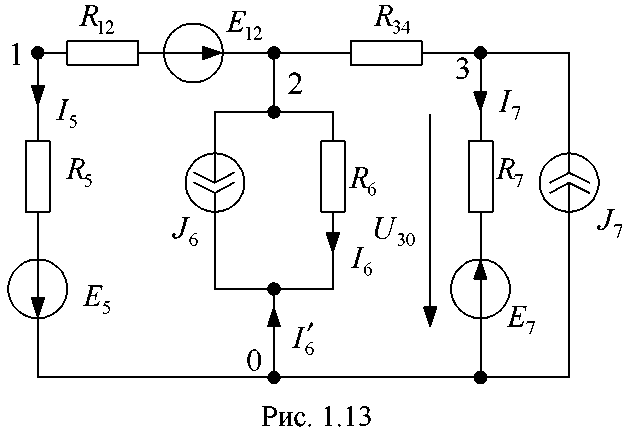 R12 E12 R34
1 2 3
I5 I7
R5 R6 R7
J6 U30 J7
I6
E5 E7
0 I′6
Рис. 1.13